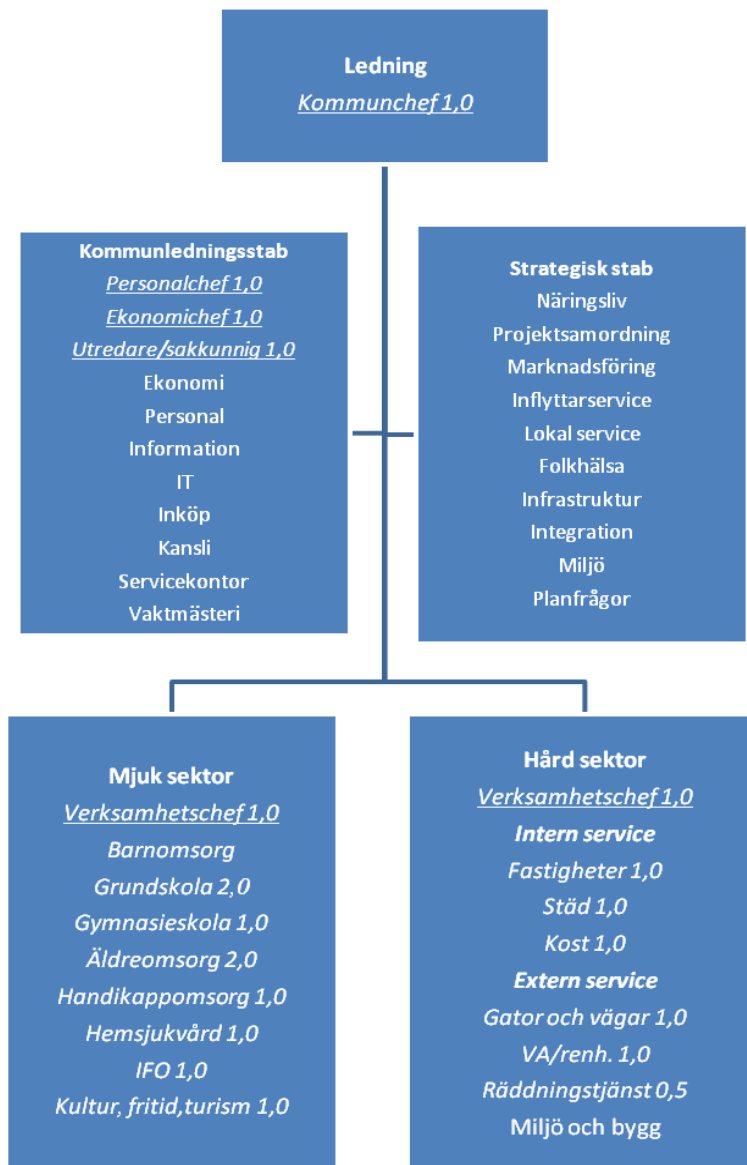 Ledning
Kommunchef 1,0
Kommunledningsstab
Personalchef 1,0
Ekonomichef 1,0
Utredare/sakkunnig 1,0
Ekonomi
Personal
Information
IT
Inköp
Kansli
Servicekontor
Vaktmästeri
Strategisk stab
Näringsliv
Projektsamordning
Marknadsföring
Inflyttarservice
Lokal service
Folkhälsa
Infrastruktur
Integration
Miljö
Planfrågor
Mjuk sektor
Verksamhetschef 1,0
Barnomsorg
Grundskola 2,0
Gymnasieskola 1,0
Äldreomsorg 2,0
Handikappomsorg 1,0
Hemsjukvård 1,0
IFO 1,0
Kultur, fritid,turism 1,0
Hård sektor
Verksamhetschef 1,0
Intern service
Fastigheter 1,0
Städ 1,0
Kost 1,0
Extern service
Gator och vägar 1,0
VA/renh. 1,0
Räddningstjänst 0,5
Miljö och bygg